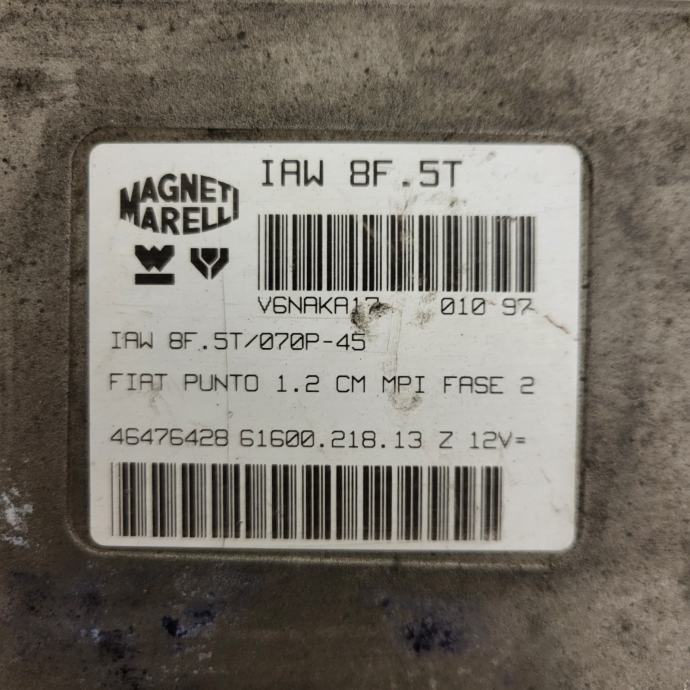 IAW 8F.5T
MAGNETI
MARELLI
V6NAKA17 010 97
IAW 8F.5T/070P-45
FIAT PUNTO 1.2 CM MPI FASE 2
46476428 61600.218.13 Z 12V=